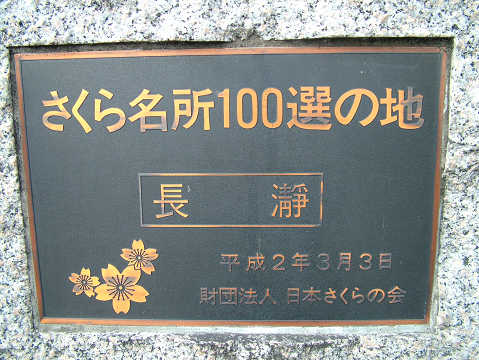 さくら名所100選の地
長瀞
平成2年3月3日
財団法人 日本さくらの会